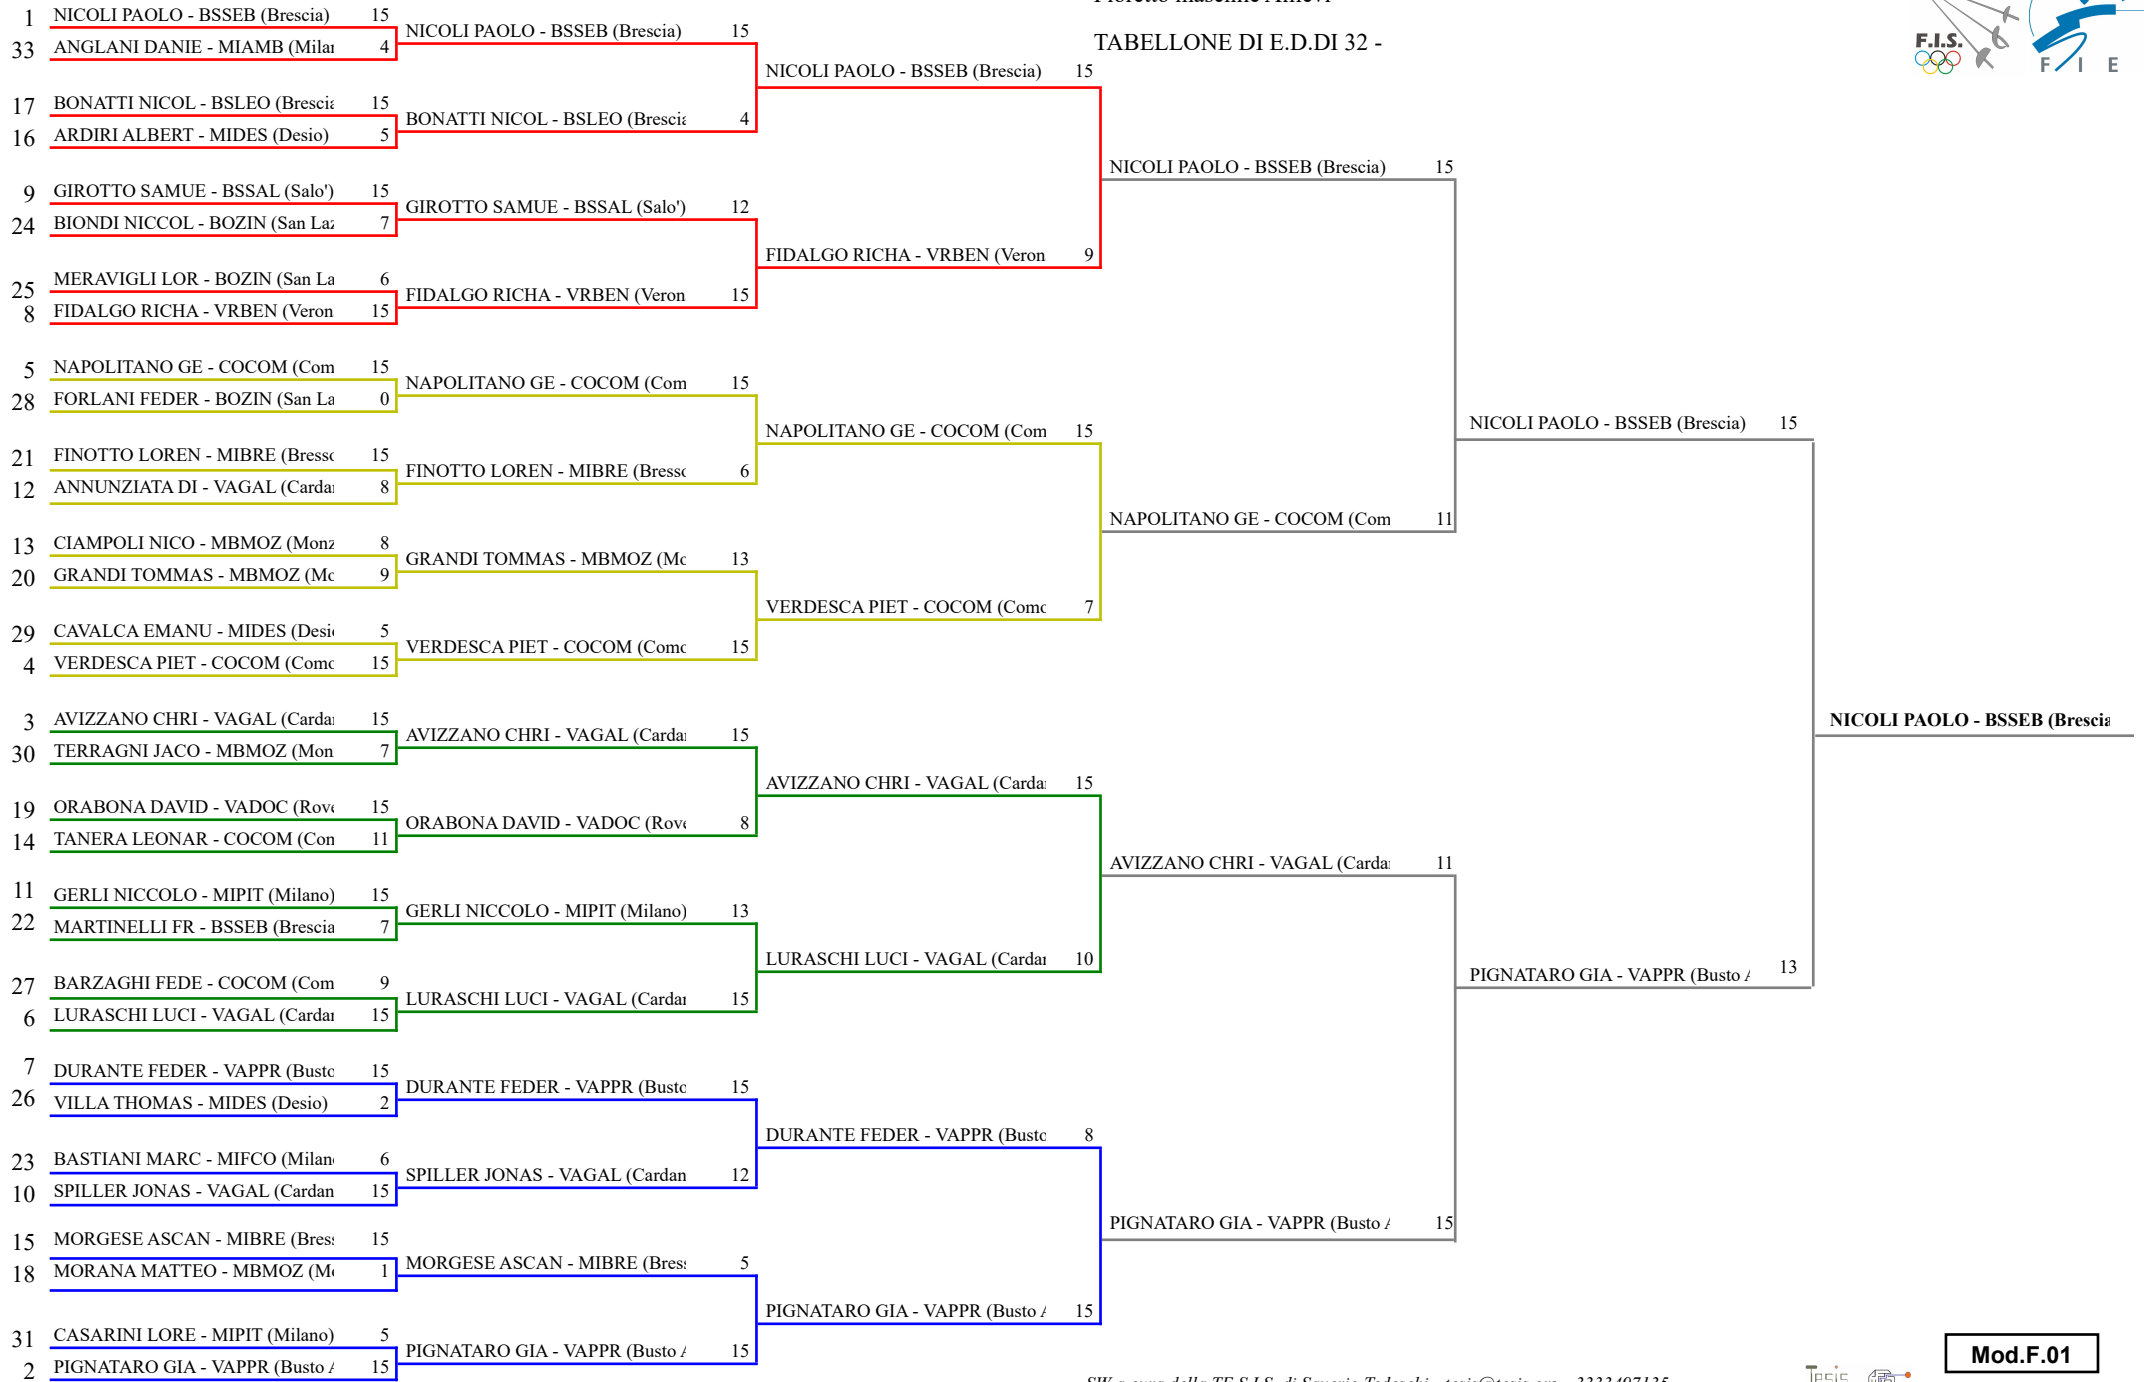 TABELLONE DI E.D.DI 32 -
F.I.S.
F I E
1 NICOLI PAOLO - BSSEB (Brescia) 15
33 ANGLANI DANIE - MIAMB (Milan 4
17 BONATTI NICOL - BSLEO (Brescia 15
16 ARDIRI ALBERT - MIDES (Desio) 5
9 GIROTTO SAMUE - BSSAL (Salo') 15
24 BIONDI NICCOL - BOZIN (San Laz 7
25 MERAVIGLI LOR - BOZIN (San La 6
8 FIDALGO RICHA - VRBEN (Veron 15
5 NAPOLITANO GE - COCOM (Com 15
28 FORLANI FEDER - BOZIN (San La 0
21 FINOTTO LOREN - MIBRE (Bresso 15
12 ANNUNZIATA DI - VAGAL (Cardan 8
13 CIAMPOLI NICO - MBMOZ (Monz 8
20 GRANDI TOMMAS - MBMOZ (Mo 9
29 CAVALCA EMANU - MIDES (Desi 5
4 VERDESCA PIET - COCOM (Como 15
3 AVIZZANO CHRI - VAGAL (Cardan 15
30 TERRAGNI JACO - MBMOZ (Mon 7
19 ORABONA DAVID - VADOC (Rove 15
14 TANERA LEONAR - COCOM (Com 11
11 GERLI NICCOLO - MIPIT (Milano) 15
22 MARTINELLI FR - BSSEB (Brescia 7
27 BARZAGHI FEDE - COCOM (Com 9
6 LURASCHI LUCI - VAGAL (Cardan 15
7 DURANTE FEDER - VAPPR (Busto 15
26 VILLA THOMAS - MIDES (Desio) 2
23 BASTIANI MARC - MIFCO (Milan 6
10 SPILLER JONAS - VAGAL (Cardan 15
15 MORGESE ASCAN - MIBRE (Bress 15
18 MORANA MATTEO - MBMOZ (Mo 1
31 CASARINI LORE - MIPIT (Milano) 5
2 PIGNATARO GIA - VAPPR (Busto A 15
NICOLI PAOLO - BSSEB (Brescia) 15
BONATTI NICOL - BSLEO (Brescia 4
GIROTTO SAMUE - BSSAL (Salo') 12
FIDALGO RICHA - VRBEN (Veron 15
NAPOLITANO GE - COCOM (Com 15
FINOTTO LOREN - MIBRE (Bresso 6
GRANDI TOMMAS - MBMOZ (Mo 13
VERDESCA PIET - COCOM (Como 15
AVIZZANO CHRI - VAGAL (Cardan 15
ORABONA DAVID - VADOC (Rove 8
GERLI NICCOLO - MIPIT (Milano) 13
LURASCHI LUCI - VAGAL (Cardan 15
DURANTE FEDER - VAPPR (Busto 15
SPILLER JONAS - VAGAL (Cardan 12
MORGESE ASCAN - MIBRE (Bress 5
PIGNATARO GIA - VAPPR (Busto A 15
NICOLI PAOLO - BSSEB (Brescia) 15
FIDALGO RICHA - VRBEN (Veron 9
NAPOLITANO GE - COCOM (Com 15
VERDESCA PIET - COCOM (Como 7
AVIZZANO CHRI - VAGAL (Cardan 15
LURASCHI LUCI - VAGAL (Cardan 10
DURANTE FEDER - VAPPR (Busto 8
PIGNATARO GIA - VAPPR (Busto A 15
NICOLI PAOLO - BSSEB (Brescia) 15
NAPOLITANO GE - COCOM (Com 11
AVIZZANO CHRI - VAGAL (Cardan 11
PIGNATARO GIA - VAPPR (Busto A 15
NICOLI PAOLO - BSSEB (Brescia) 15
PIGNATARO GIA - VAPPR (Busto A 13
NICOLI PAOLO - BSSEB (Brescia
Mod.F.01